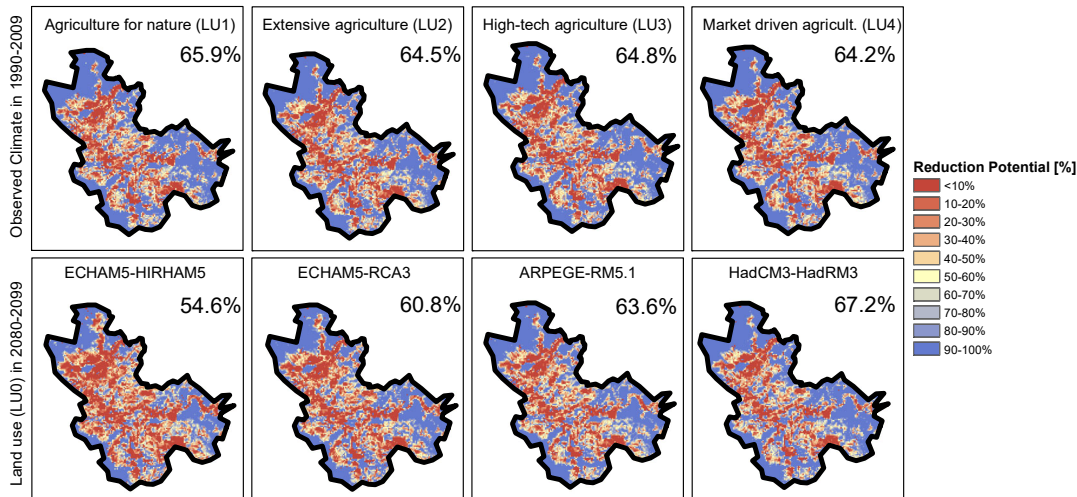 Observed Climate in 1990-2009
Agriculture for nature (LU1)
65.9%
Extensive agriculture (LU2)
64.5%
High-tech agriculture (LU3)
64.8%
Market driven agricult. (LU4)
64.2%
Land use (LU0) in 2080-2099
ECHAM5-HIRHAM5
54.6%
ECHAM5-RCA3
60.8%
ARPEGE-RM5.1
63.6%
HadCM3-HadRM3
67.2%
Reduction Potential [%]
<10%
10-20%
20-30%
30-40%
40-50%
50-60%
60-70%
70-80%
80-90%
90-100%